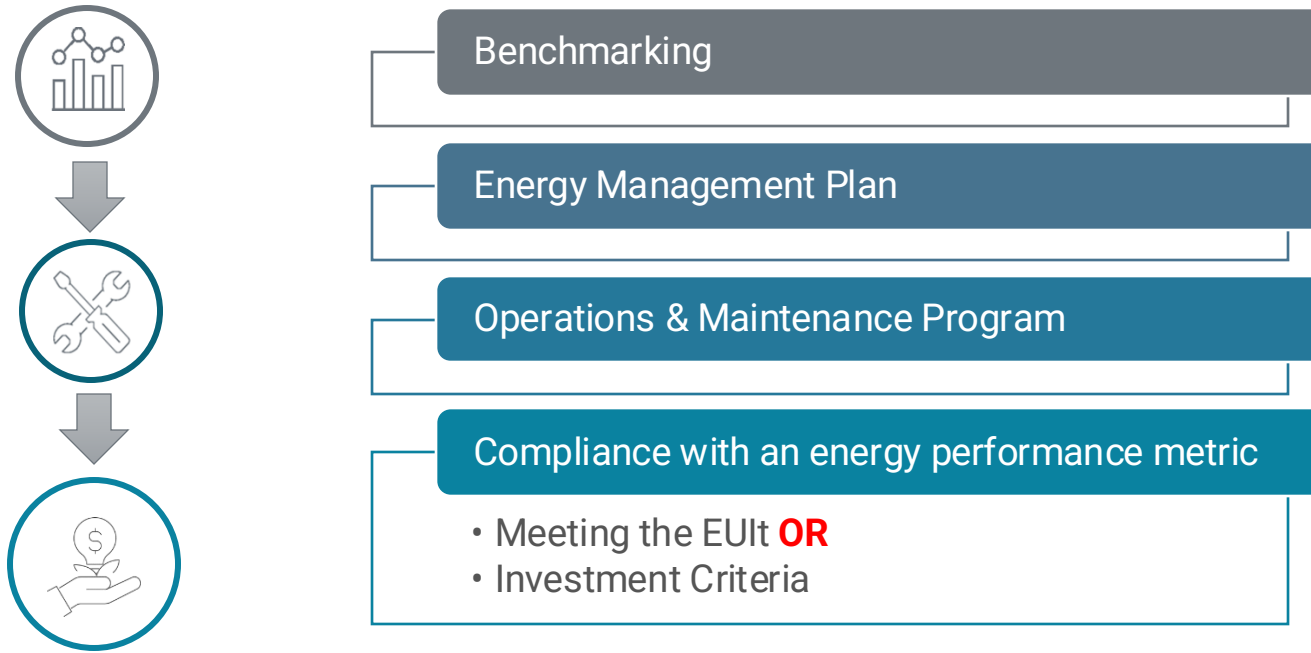 Benchmarking
Energy Management Plan
Operations & Maintenance Program
Compliance with an energy performance metric
• Meeting the EUIt OR
• Investment Criteria
$